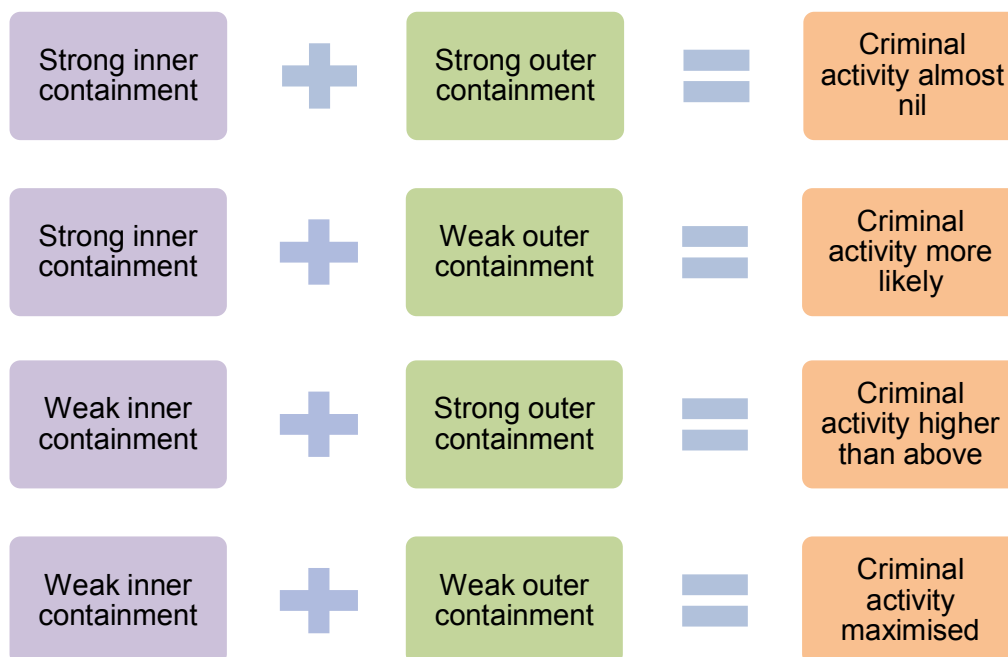 Strong inner
containment
Strong outer
containment
Criminal
activity almost
nil
Strong inner
containment
Weak outer
containment
Criminal
activity more
likely
Weak inner
containment
Strong outer
containment
Criminal
activity higher
than above
Weak inner
containment
Weak outer
containment
Criminal
activity
maximised